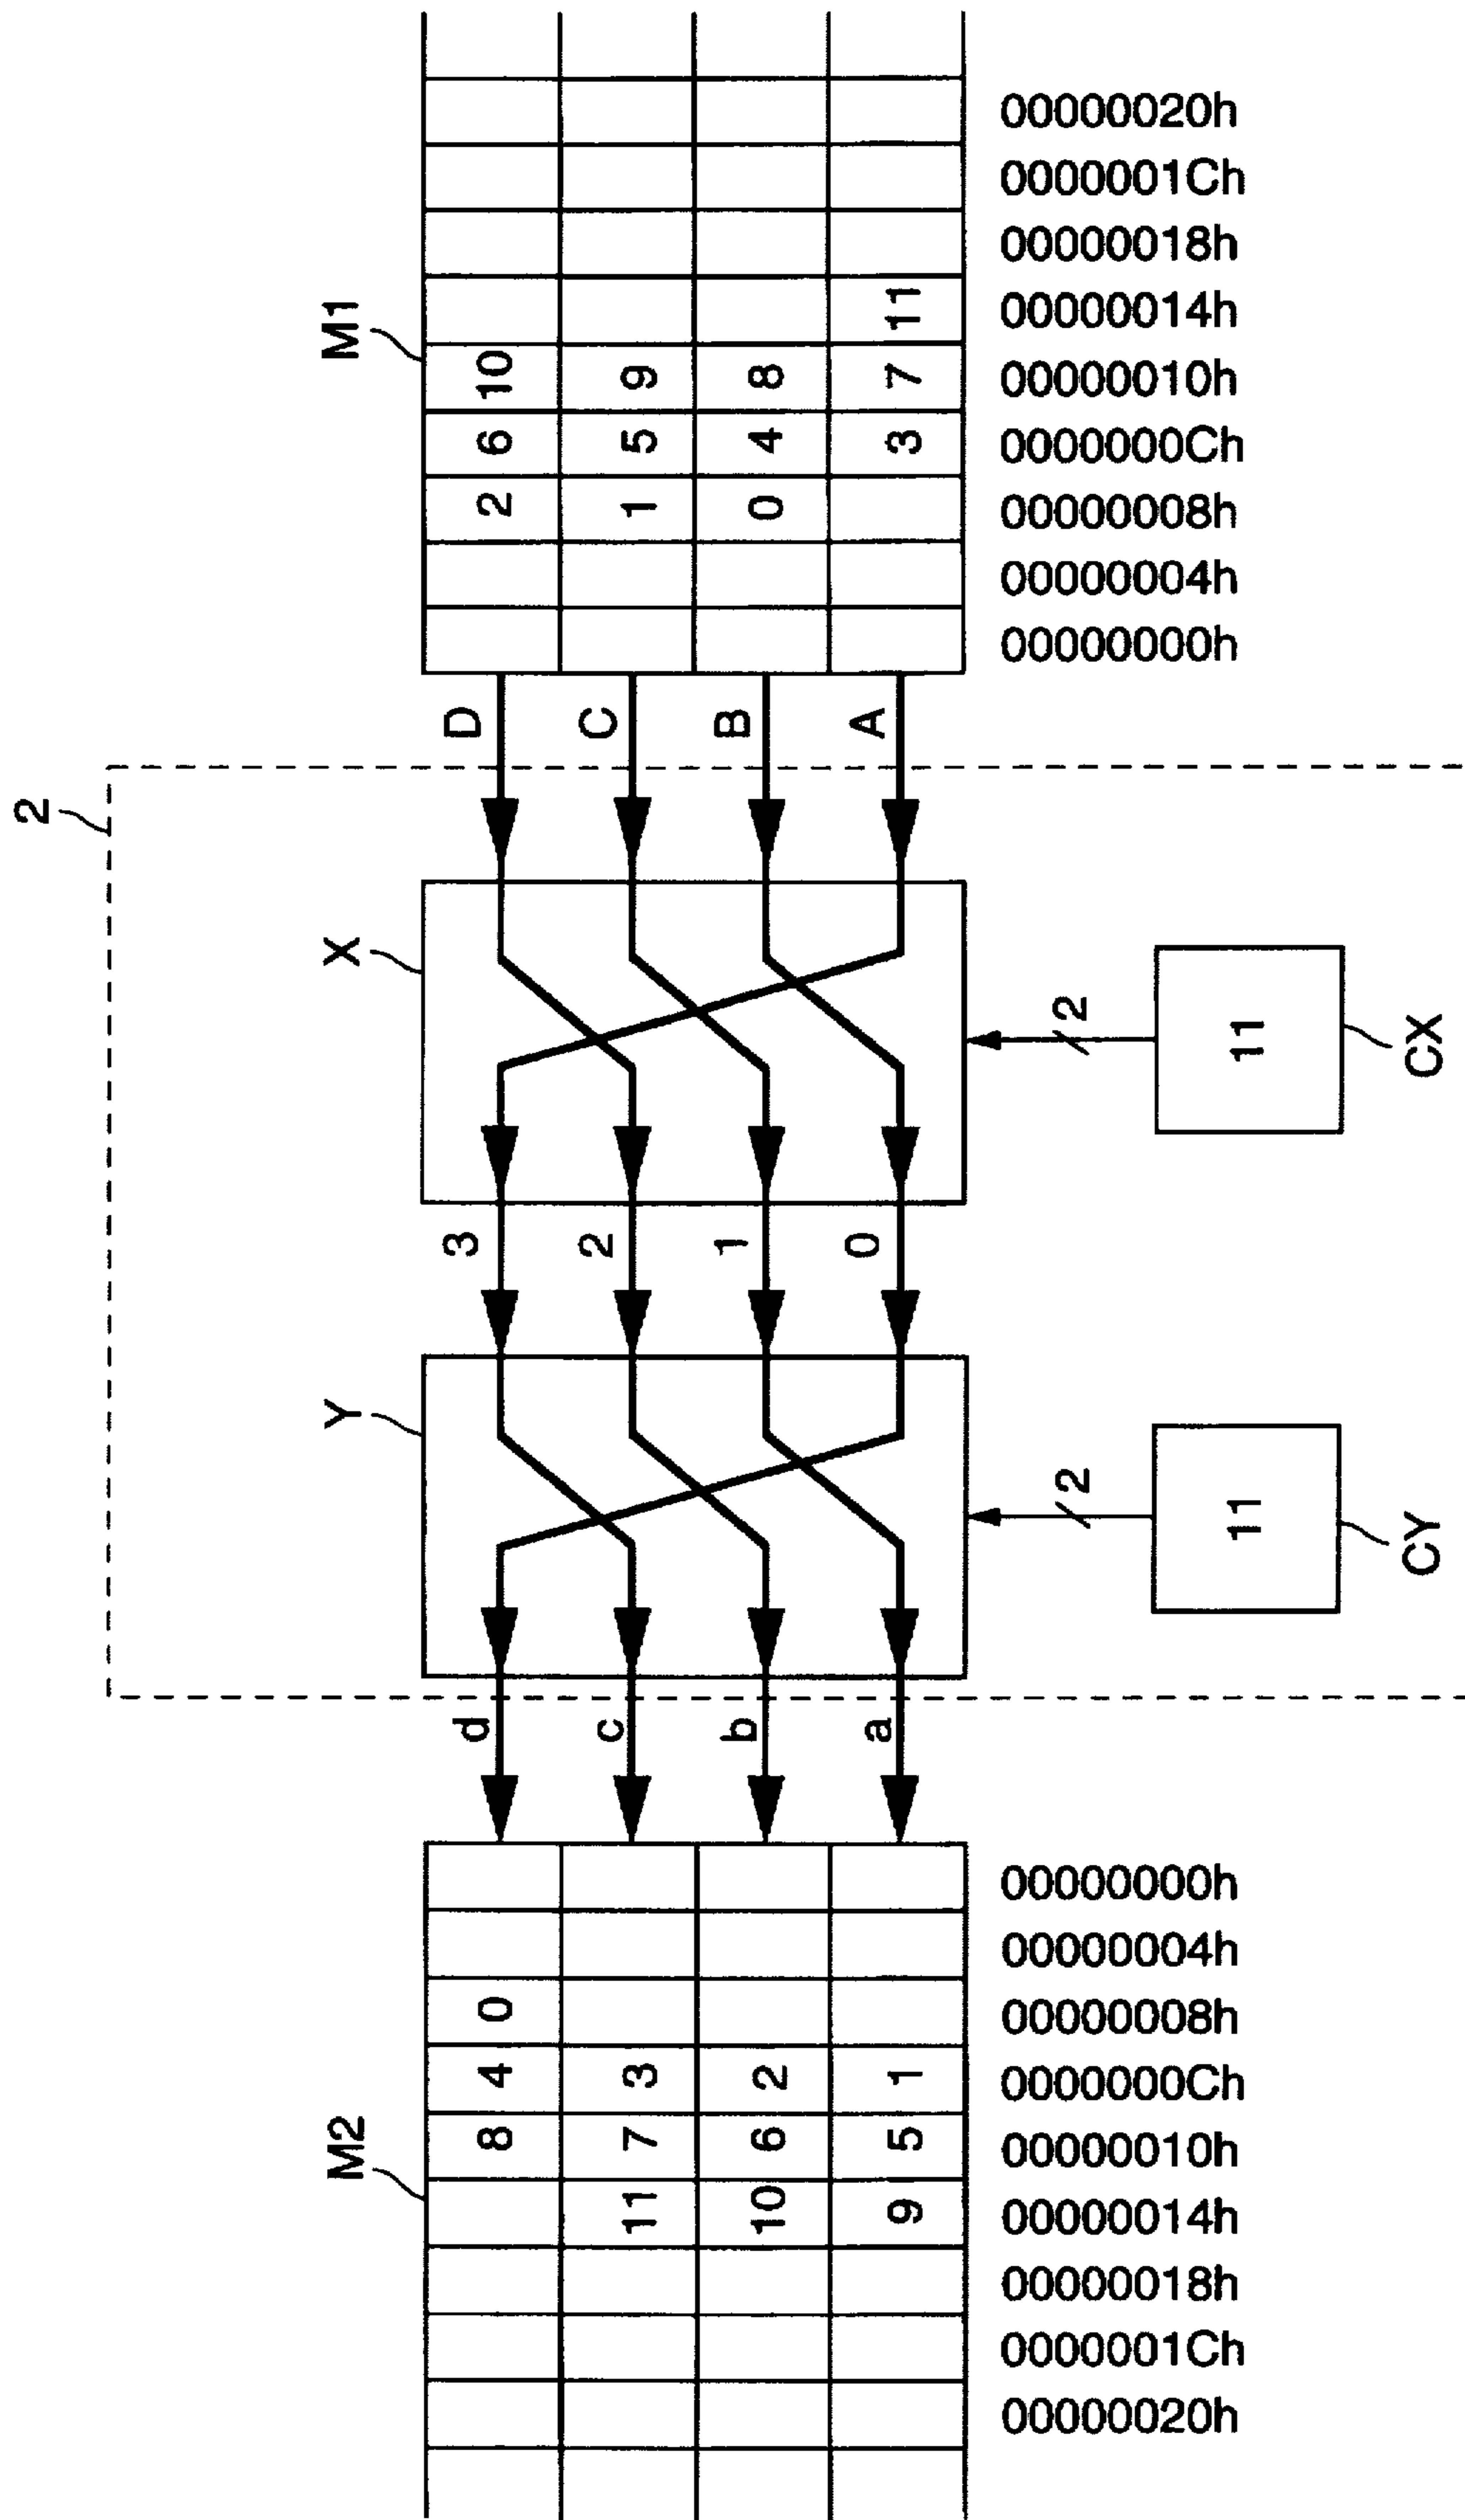 M1
10 6 2
9 5 1
8 4 0
11 7 3
00000020h
0000001Ch
00000018h
00000014h
00000010h
0000000Ch
00000008h
00000004h
00000000h
D
C
B
A
2
X
2
11
CX
3
2
1
0
Y
2
11
CY
d
c
b
a
M2
0 4 8
3 7 11
2 6 10
1 5 9
00000000h
00000004h
00000008h
0000000Ch
00000010h
00000014h
00000018h
0000001Ch
00000020h